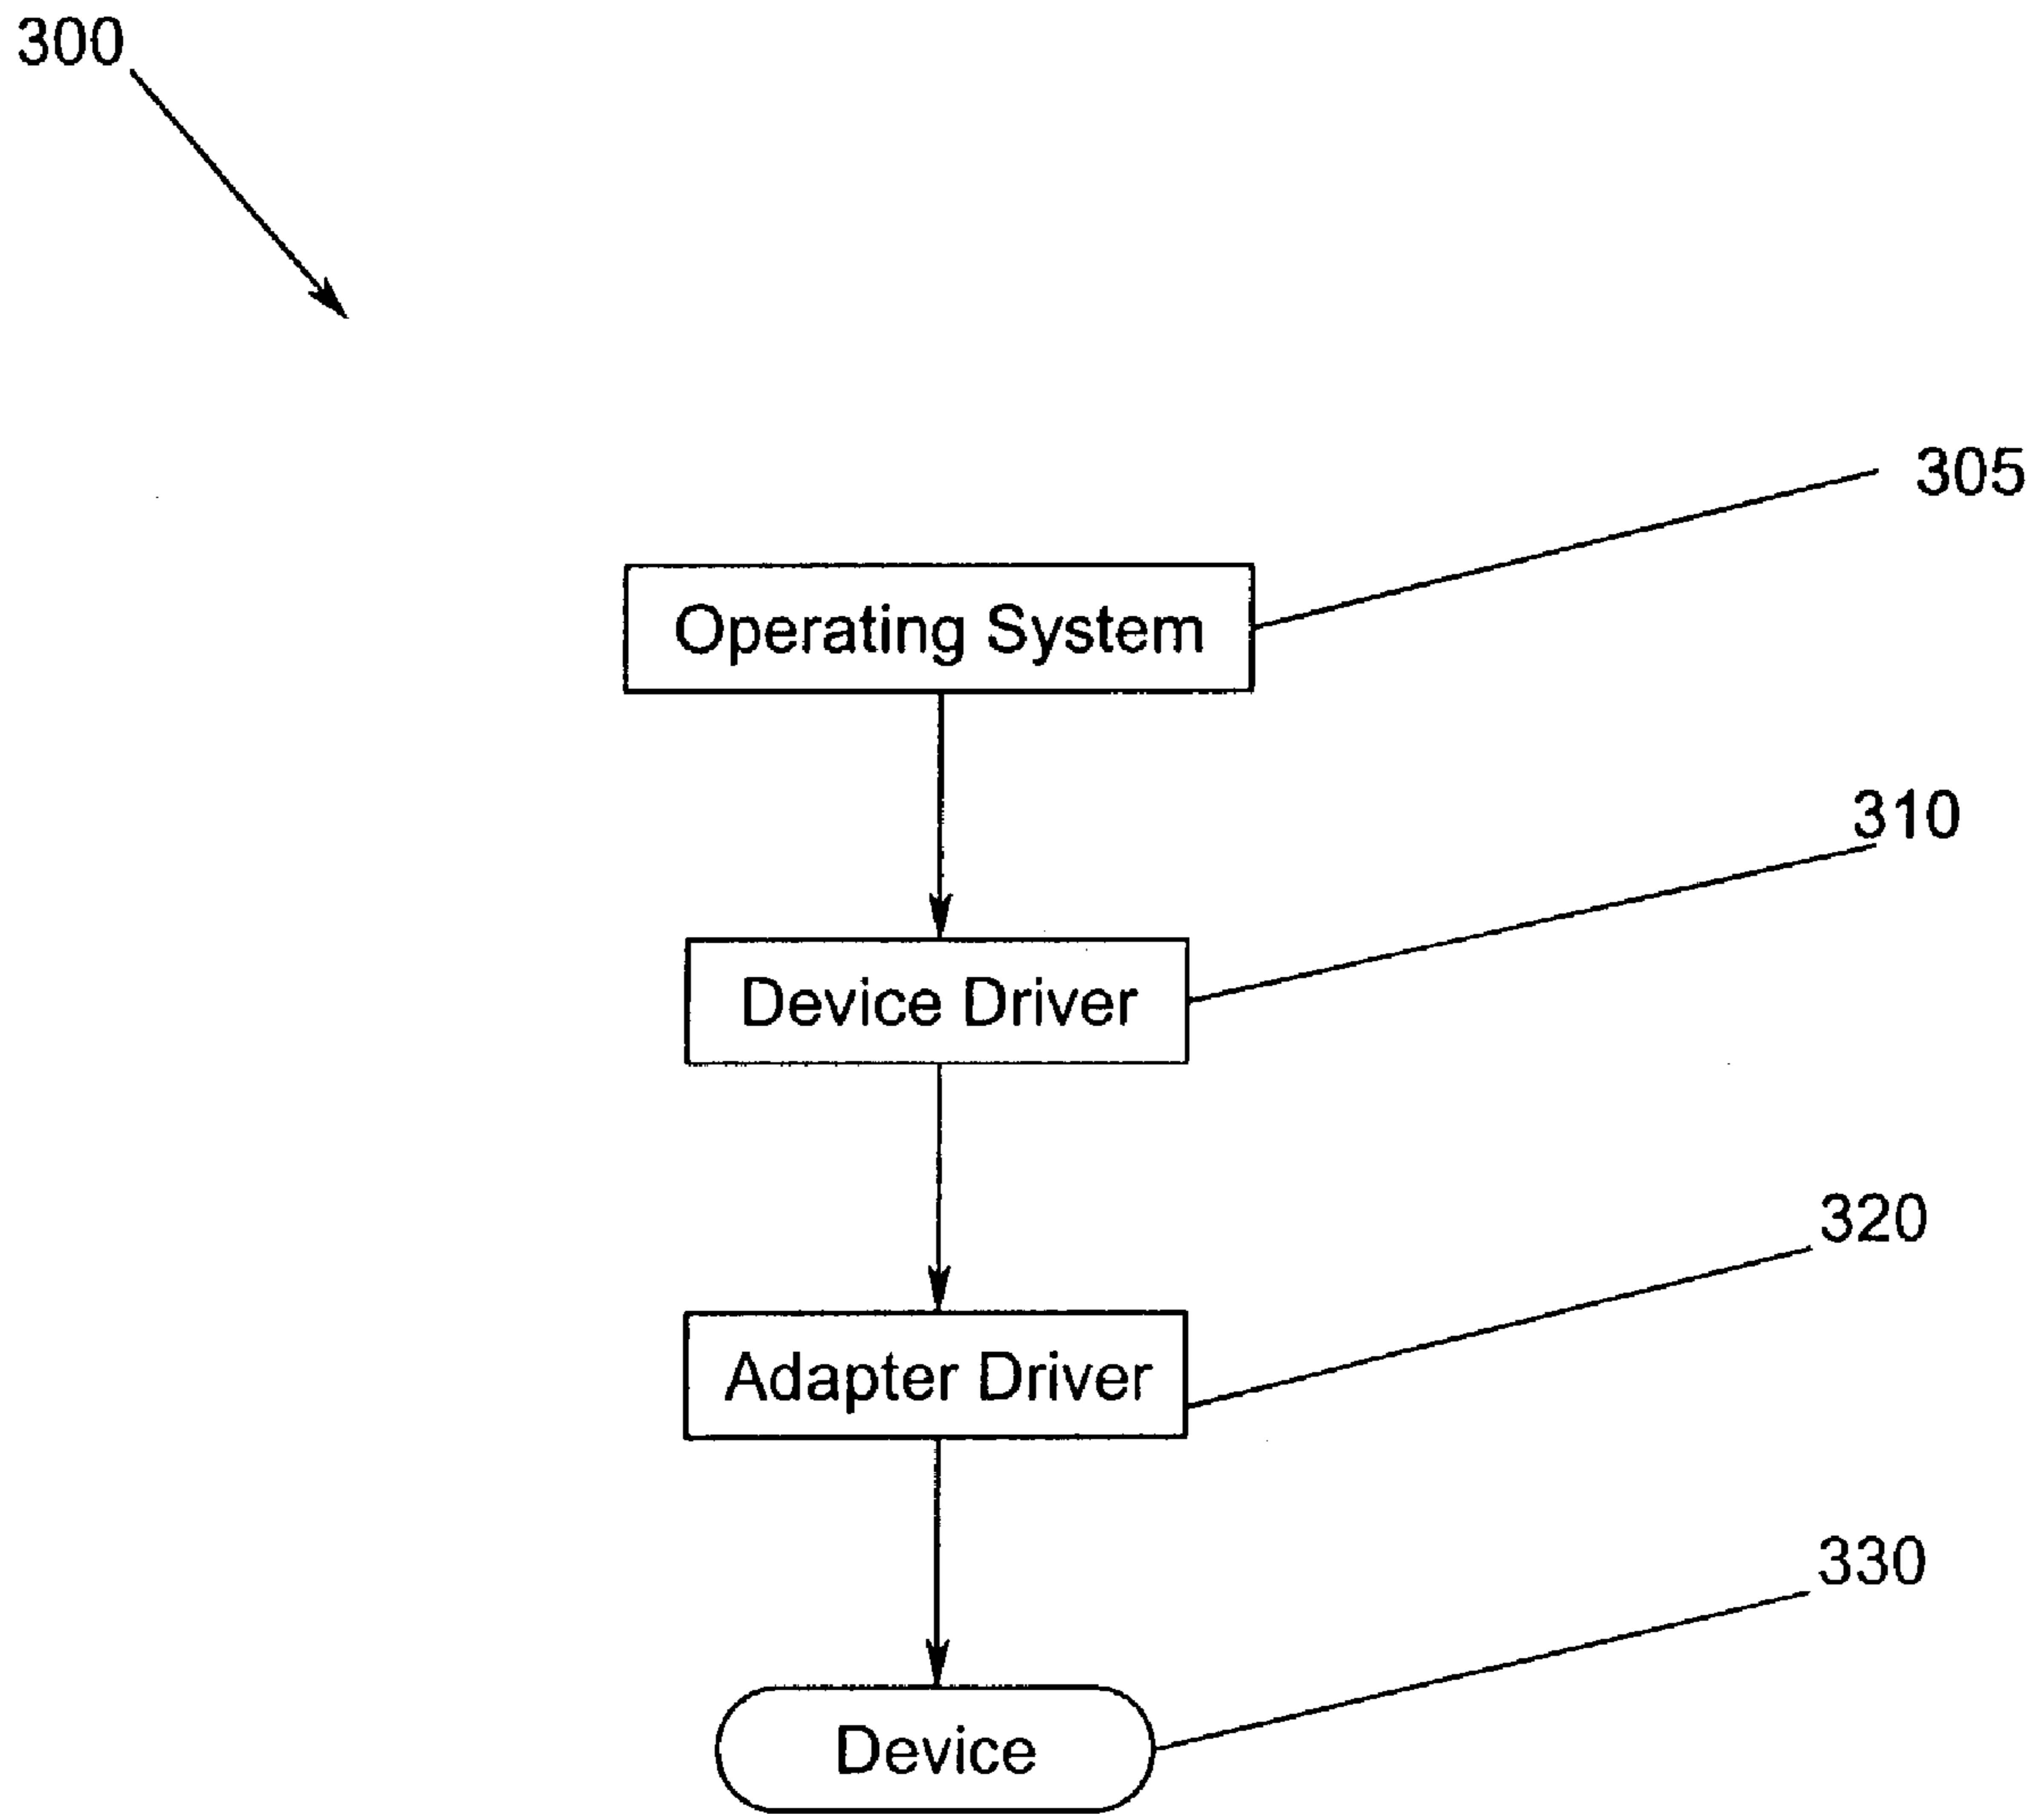 300
305
Operating System
310
Device Driver
320
Adapter Driver
330
Device